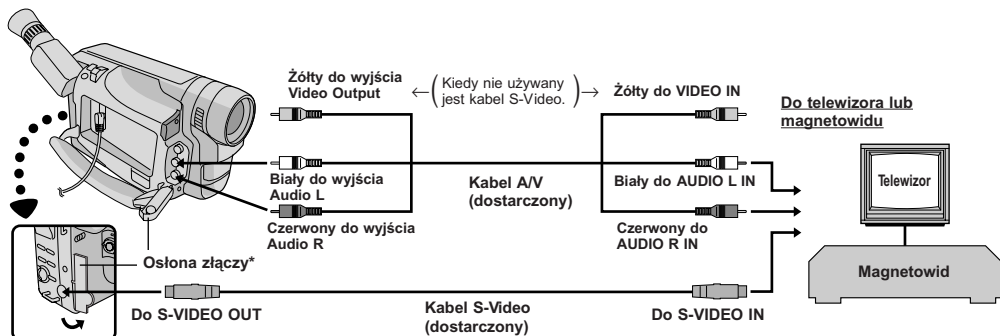 Żółty do wyjścia
Video Output
Kiedy nie używany
jest kabel S-Video.
Żółty do VIDEO IN
Do telewizora lub
magnetowidu
Biały do wyjścia
Audio L
Kabel A/V
(dostarczony)
Biały do AUDIO L IN
Telewizor
Czerwony do wyjścia
Audio R
Czerwony do
AUDIO R IN
Osłona złączy*
Magnetowid
Do S-VIDEO OUT
Kabel S-Video
(dostarczony)
Do S-VIDEO IN